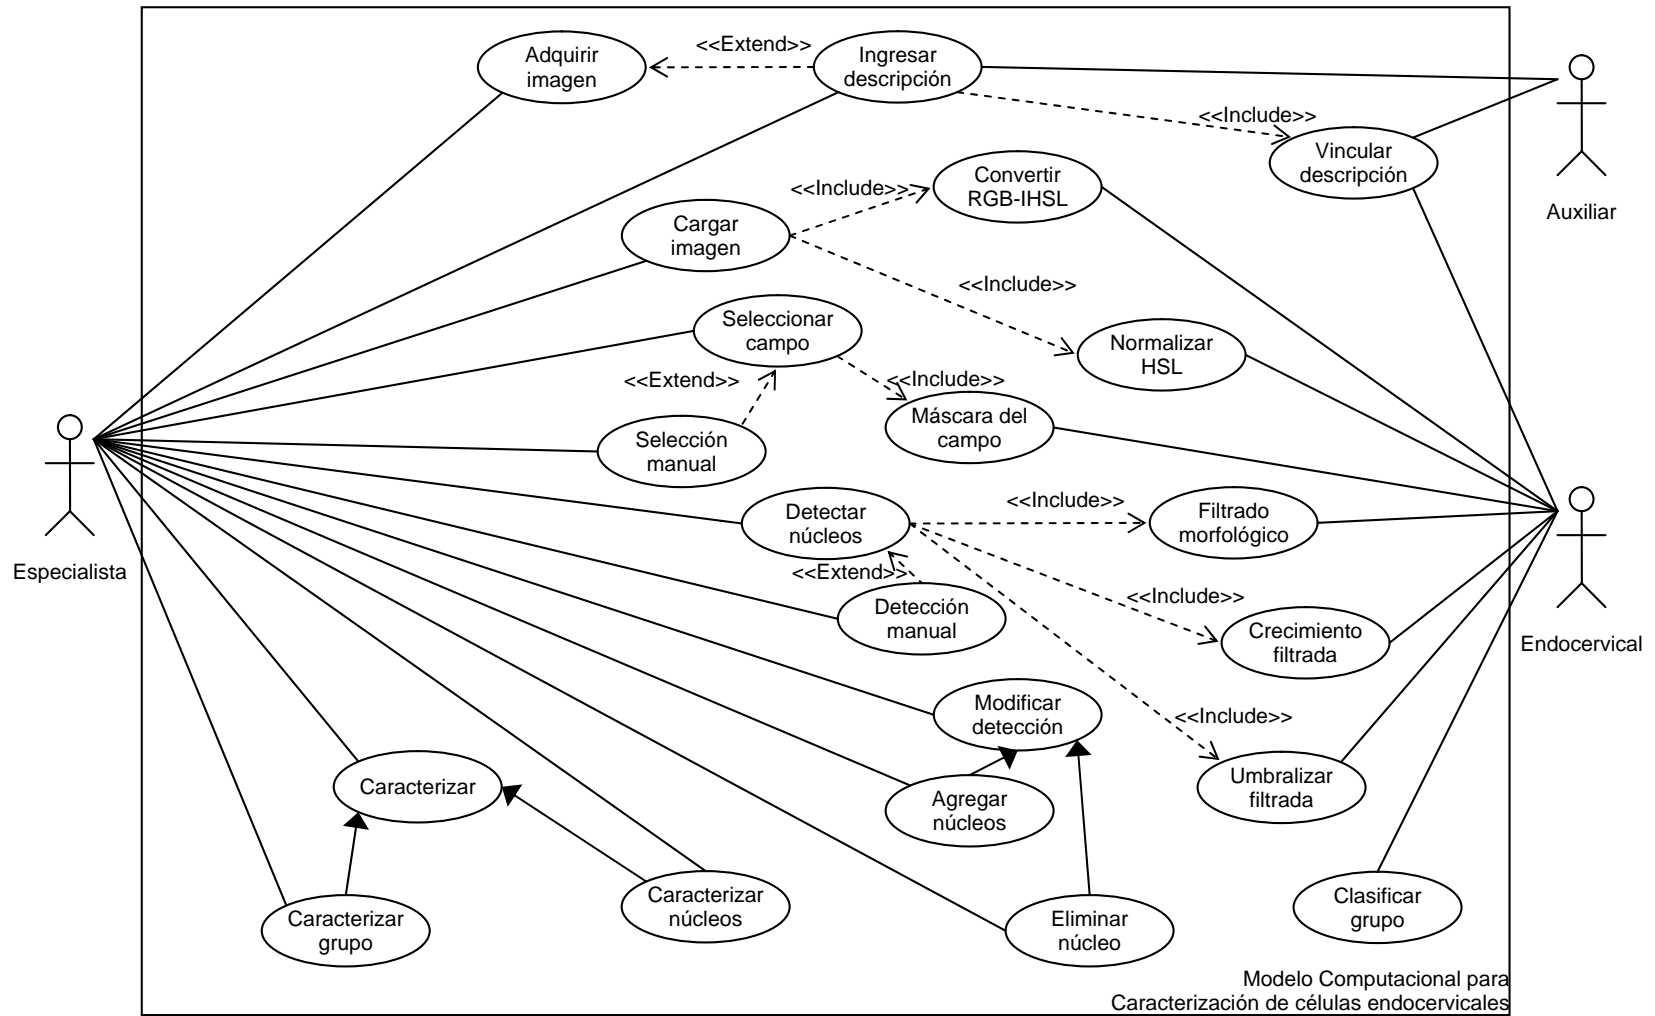 <<Extend>>
Adquirir
imagen
Ingresar
descripción
<<Include>>
Vincular
descripción
Auxiliar
<<Include>>
Convertir
RGB-IHSL
Cargar
imagen
<<Include>>
Seleccionar
campo
Normalizar
HSL
<<Extend>>
<<Include>>
Máscara del
campo
Selección
manual
Especialista
Detectar
núcleos
<<Include>>
Filtrado
morfológico
<<Extend>>
Detección
manual
<<Include>>
Crecimiento
filtrada
Endocervical
Modificar
detección
<<Include>>
Umbralizar
filtrada
Caracterizar
Agregar
núcleos
Caracterizar
grupo
Caracterizar
núcleos
Eliminar
núcleo
Clasificar
grupo
Modelo Computacional para
Caracterización de células endocervicales